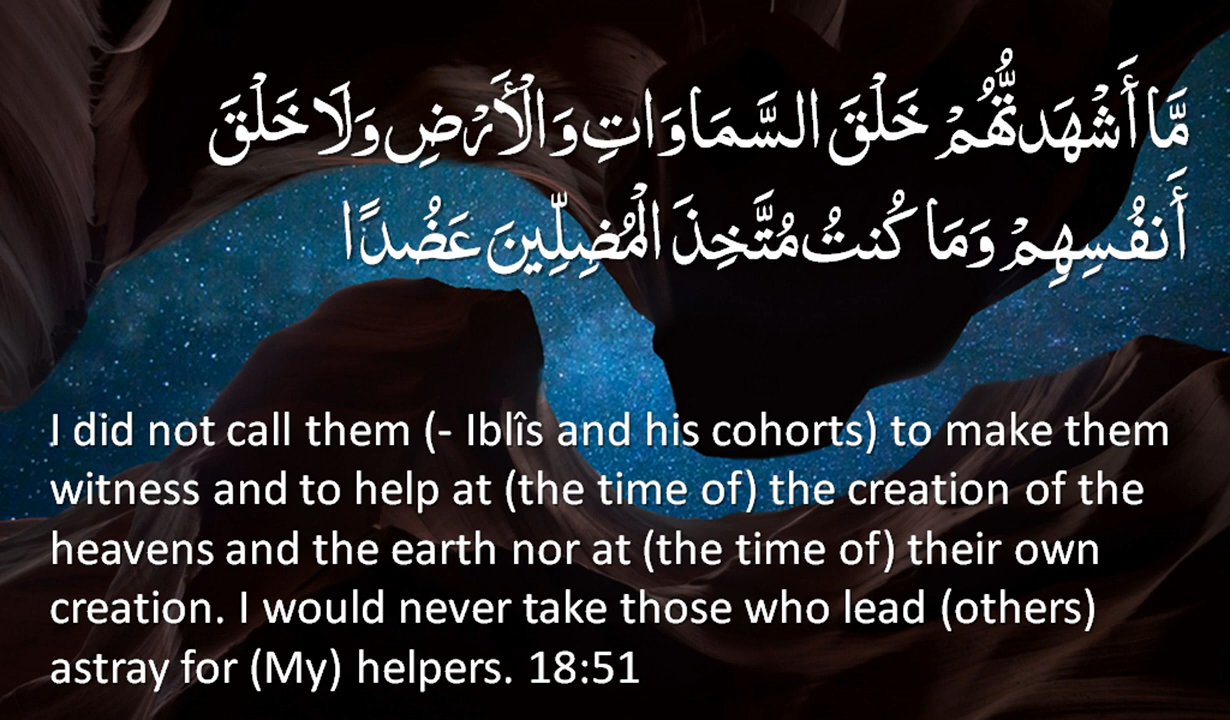 مَّا أَشْهَدتُّهُمْ خَلْقَ السَّمَاوَاتِ وَالْأَرْضِ وَلَا خَلْقَ
أَنفُسِهِمْ وَمَا كُنتُ مُتَّخِذَ الْمُضِلِّينَ عَضُدًا
I did not call them (- Iblîs and his cohorts) to make them
witness and to help at (the time of) the creation of the
heavens and the earth nor at (the time of) their own
creation. I would never take those who lead (others)
astray for (My) helpers. 18:51